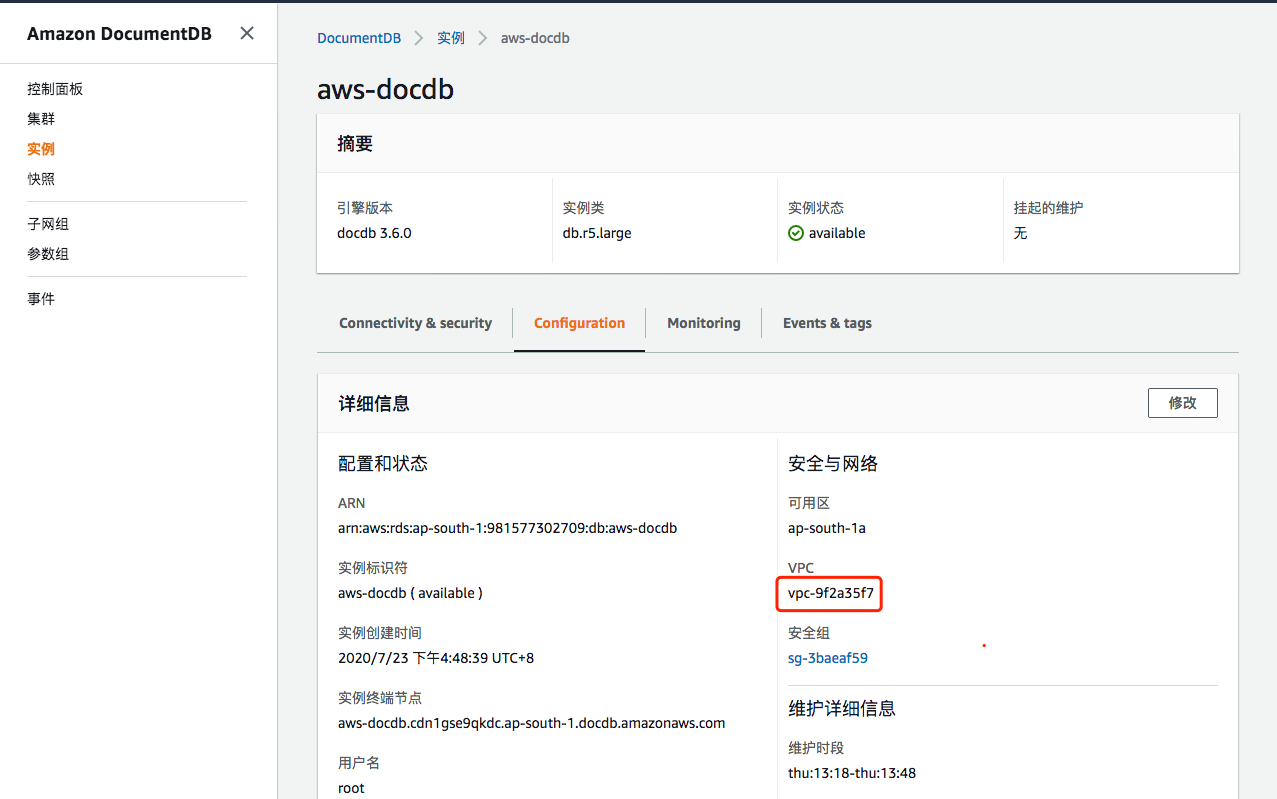 Amazon DocumentDB
控制面板
集群
实例
快照
子网组
参数组
事件
DocumentDB 实例 aws-docdb
aws-docdb
摘要
引擎版本
docdb 3.6.0
实例类
db.r5.large
实例状态
available
挂起的维护
无
Connectivity & security Configuration Monitoring Events & tags
详细信息
修改
配置和状态
ARN
arn:aws:rds:ap-south-1:981577302709:db:aws-docdb
实例标识符
aws-docdb ( available )
实例创建时间
2020/7/23 下午4:48:39 UTC+8
实例终端节点
aws-docdb.cdn1gse9qkdc.ap-south-1.docdb.amazonaws.com
用户名
root
安全与网络
可用区
ap-south-1a
VPC
vpc-9f2a35f7
安全组
sg-3baeaf59
维护详细信息
维护时段
thu:13:18-thu:13:48